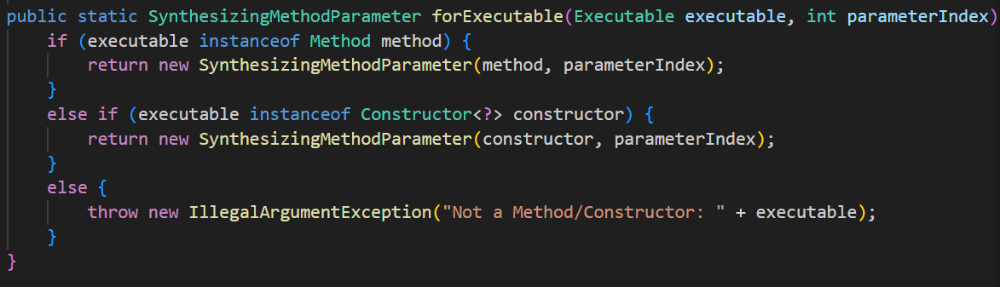 public static SynthesizingMethodParameter forExecutable(Executable executable, int parameterIndex)
    if (executable instanceof Method method) {
        return new SynthesizingMethodParameter(method, parameterIndex);
    }
    else if (executable instanceof Constructor<?> constructor) {
        return new SynthesizingMethodParameter(constructor, parameterIndex);
    }
    else {
        throw new IllegalArgumentException("Not a Method/Constructor: " + executable);
    }
}